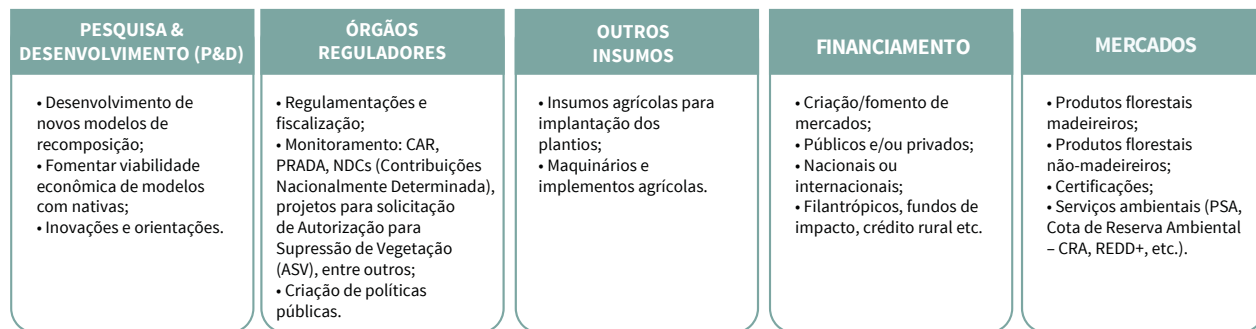 PESQUISA &
DESENVOLVIMENTO (P&D)
• Desenvolvimento de
novos modelos de
recomposição;
• Fomentar viabilidade
econômica de modelos
com nativas;
• Inovações e orientações.
ÓRGÃOS
REGULADORES
• Regulamentações e
fiscalização;
• Monitoramento: CAR,
PRADA, NDCs (Contribuições
Nacionalmente Determinada),
projetos para solicitação
de Autorização para
Supressão de Vegetação
(ASV), entre outros;
• Criação de políticas
públicas.
OUTROS
INSUMOS
• Insumos agrícolas para
implantação dos
plantios;
• Maquinários e
implementos agrícolas.
FINANCIAMENTO
• Criação/fomento de
mercados;
• Públicos e/ou privados;
• Nacionais ou
internacionais;
• Filantrópicos, fundos de
impacto, crédito rural etc.
MERCADOS
• Produtos florestais
madeireiros;
• Produtos florestais
não-madeireiros;
• Certificações;
• Serviços ambientais (PSA,
Cota de Reserva Ambiental
– CRA, REDD+, etc.).